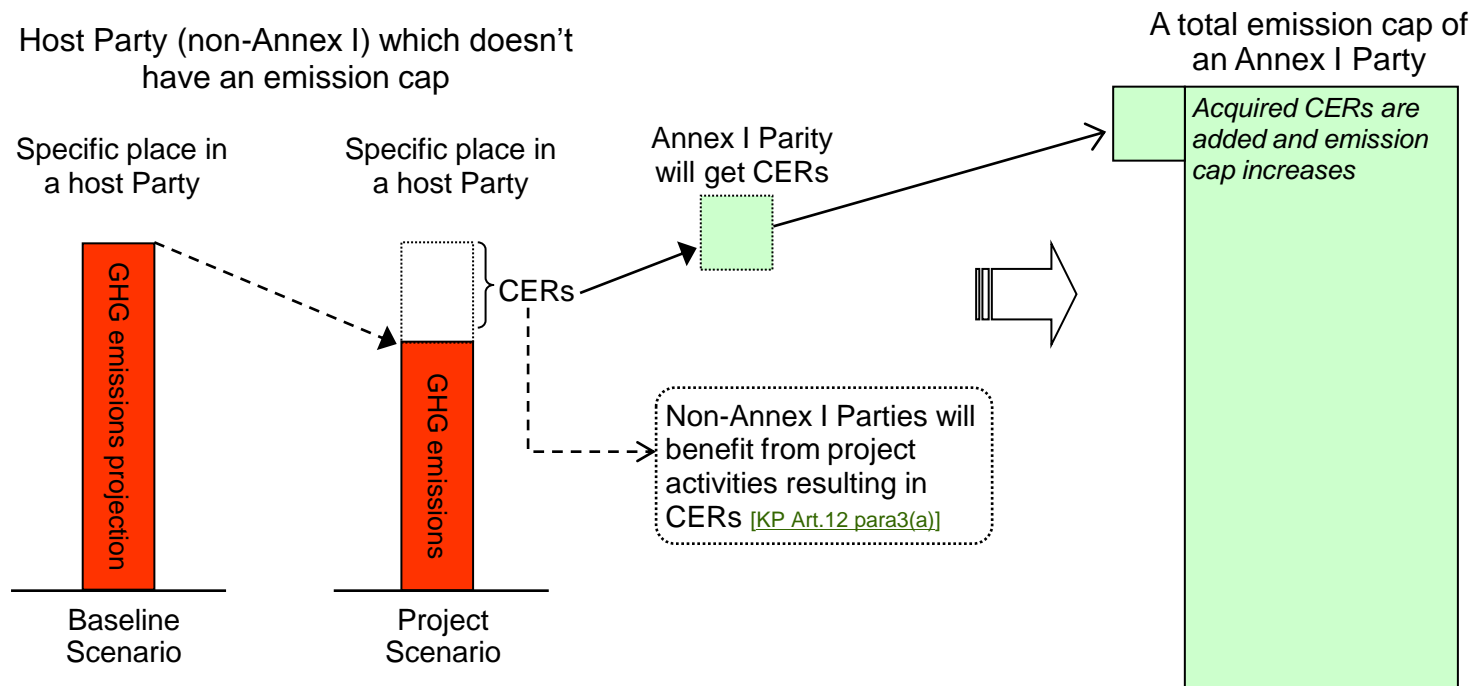 Host Party (non-Annex I) which doesn't
have an emission cap
A total emission cap of
an Annex I Party
Specific place in
a host Party
Specific place in
a host Party
Annex I Parity
will get CERs
Acquired CERs are
added and emission
cap increases
GHG emissions projection
GHG emissions
CERs
Non-Annex I Parties will
benefit from project
activities resulting in
CERs [KP Art.12 para3(a)]
Baseline
Scenario
Project
Scenario